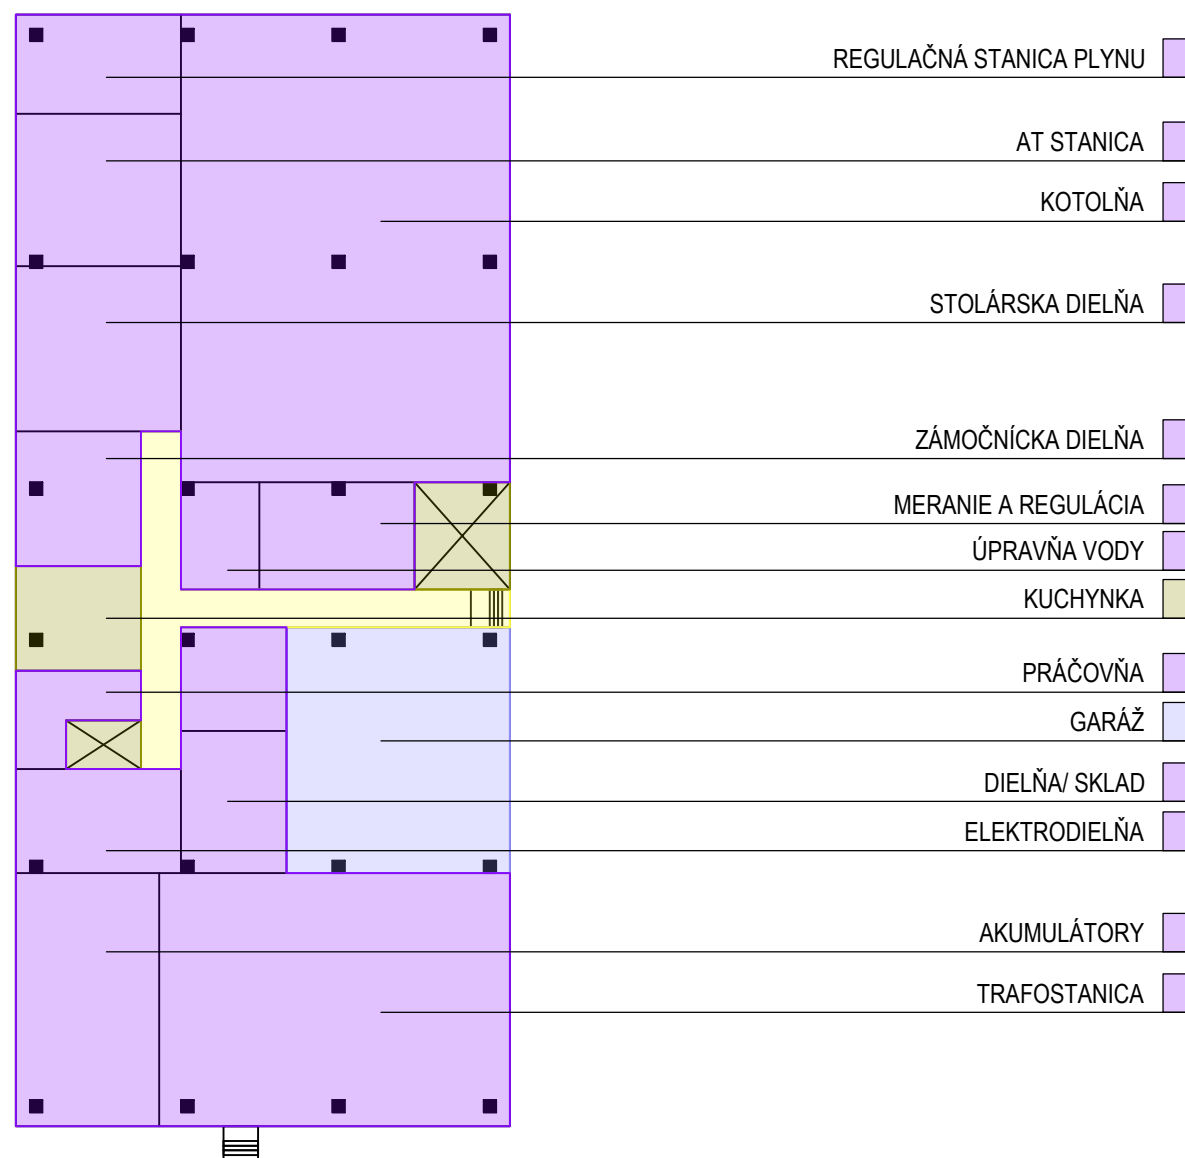 REGULAČNÁ STANICA PLYNU
AT STANICA
KOTOLŇA
STOLÁRSKA DIELŇA
ZÁMOČNÍCKA DIELŇA
MERANIE A REGULÁCIA
ÚPRAVŇA VODY
KUCHYNKA
PRÁČOVŇA
GARÁŽ
DIELŇA/ SKLAD
ELEKTRODIELŇA
AKUMULÁTORY
TRAFOSTANICA